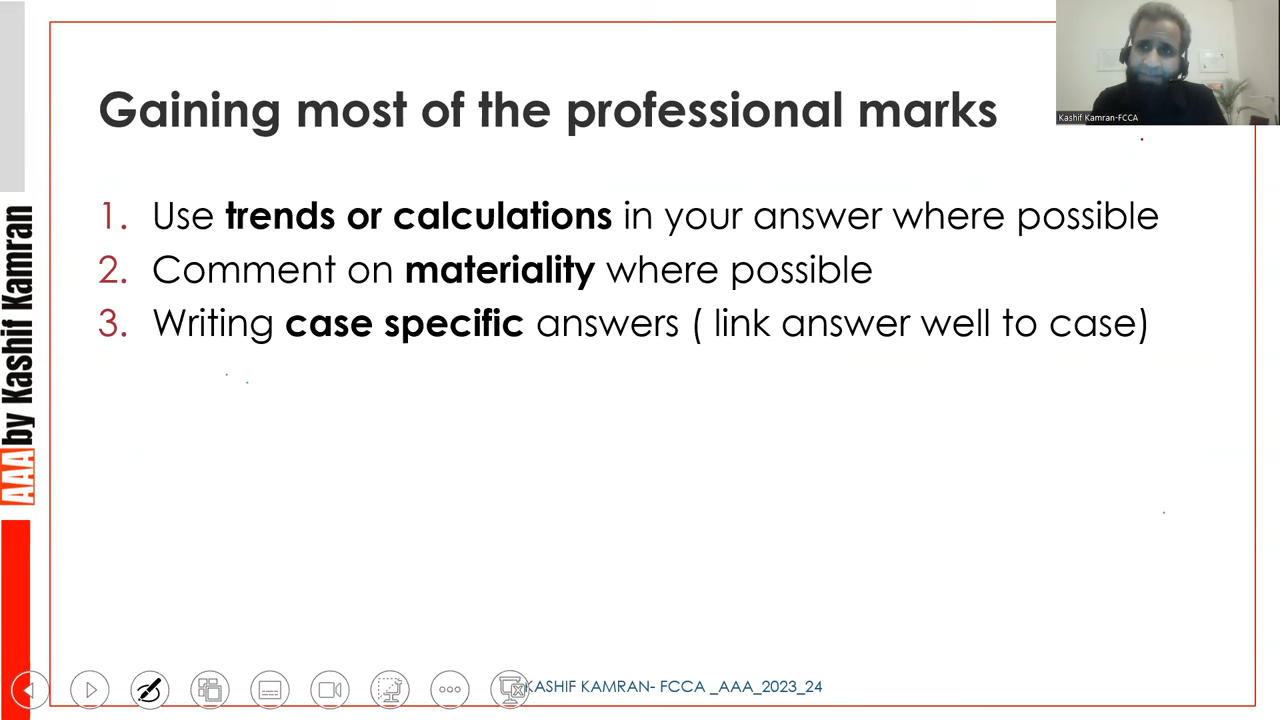 Gaining most of the professional marks
Kashif Kamran-FCCA
1. Use trends or calculations in your answer where possible
2. Comment on materiality where possible
3. Writing case specific answers ( link answer well to case)
AAA by Kashif Kamran
KASHIF KAMRAN- FCCA _AAA_2023_24